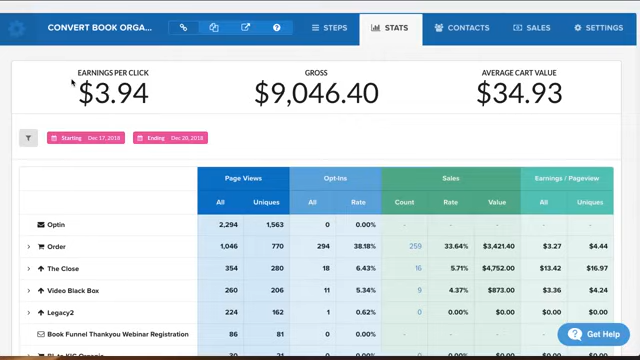 CONVERT BOOK ORGA... STEPS STATS CONTACTS SALES SETTINGS
EARNINGS PER CLICK GROSS AVERAGE CART VALUE
$3.94 $9,046.40 $34.93
Starting Dec 17, 2018 Ending Dec 20, 2018
Page Views Opt-Ins Sales Earnings / Pageview
All Uniques All Rate Count Rate Value All Uniques
Optin 2,294 1,563 0 0.00% - - - - -
Order 1,046 770 294 38.18% 259 33.64% $3,421.40 $3.27 $4.44
The Close 354 280 18 6.43% 16 5.71% $4,752.00 $13.42 $16.97
Video Black Box 260 206 11 5.34% 9 4.37% $873.00 $3.36 $4.24
Legacy2 224 162 1 0.62% 0 0.00% $0.00 $0.00 $0.00
Book Funnel Thankyou Webinar Registration 86 81 0 0.00% - - -
Get Help